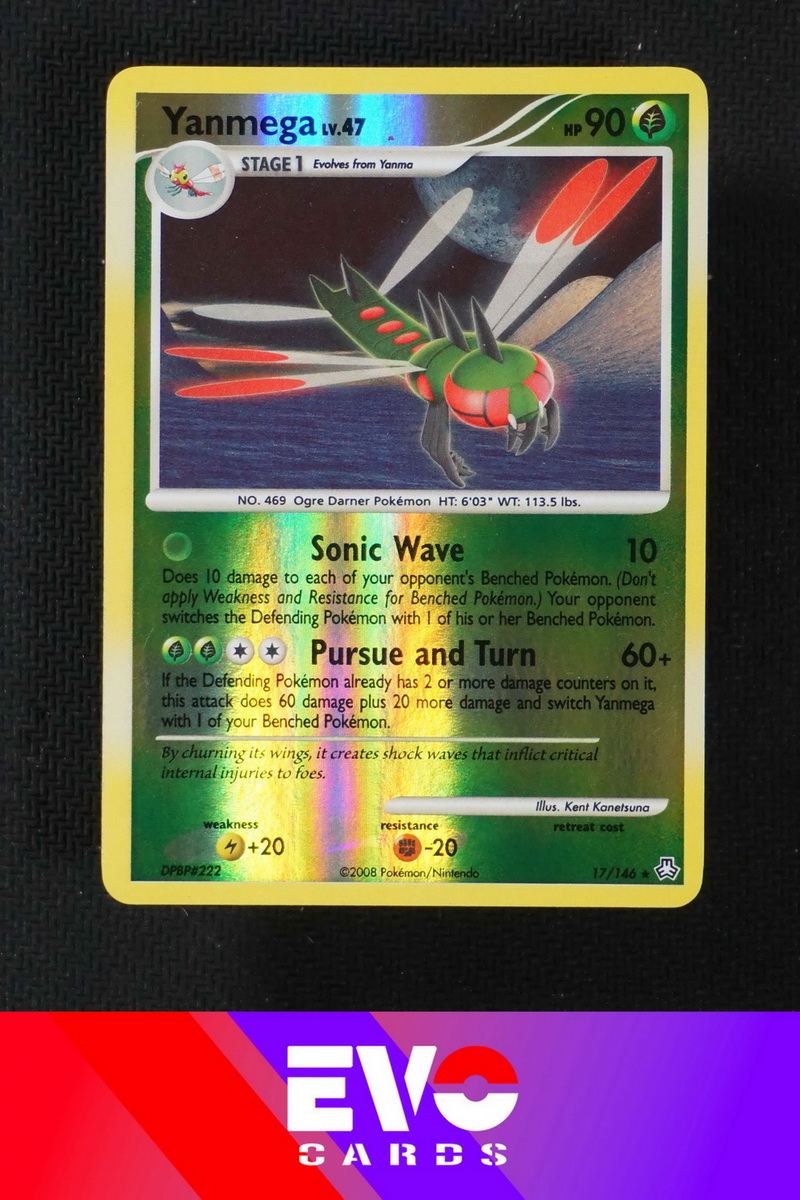 Yanmega LV.47
HP 90
STAGE 1 Evolves from Yanma
NO. 469 Ogre Darner Pokémon HT: 6'03" WT: 113.5 lbs.
Sonic Wave 10
Does 10 damage to each of your opponent's Benched Pokémon. (Don't
apply Weakness and Resistance for Benched Pokémon.) Your opponent
switches the Defending Pokémon with 1 of his or her Benched Pokémon.
Pursue and Turn 60+
If the Defending Pokémon already has 2 or more damage counters on it,
this attack does 60 damage plus 20 more damage and switch Yanmega
with 1 of your Benched Pokémon.
By churning its wings, it creates shock waves that inflict critical
internal injuries to foes.
Illus. Kent Kanetsuna
weakness resistance retreat cost
+20 -20
DPBP#222 ©2008 Pokémon/Nintendo 17/146 ★
EVO
CARDS